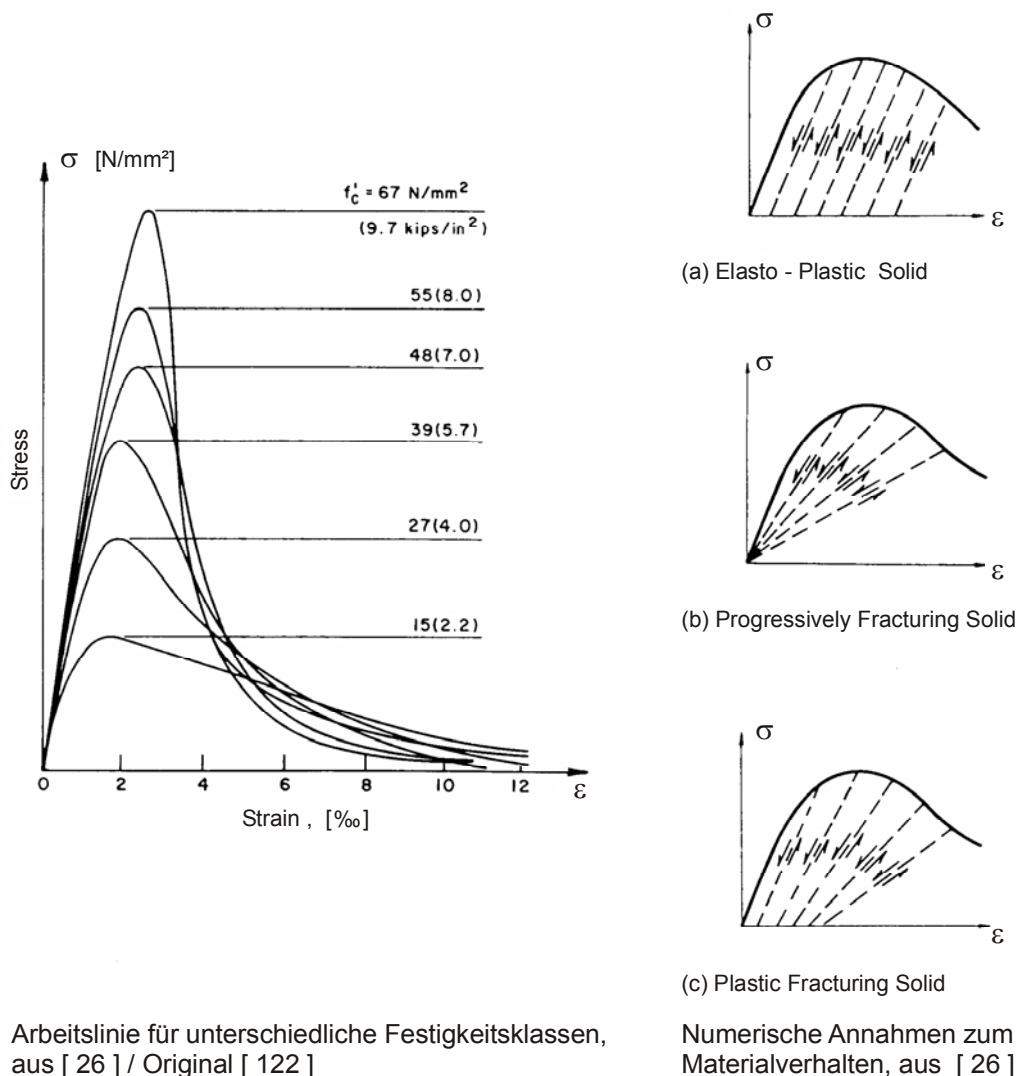 σ [N/mm²]
f'c = 67 N/mm²
(9.7 kips/in²)
55(8.0)
48(7.0)
39(5.7)
27(4.0)
15(2.2)
Stress
0 2 4 6 8 10 12 ε
Strain , [‰]
σ
ε
(a) Elasto - Plastic Solid
σ
ε
(b) Progressively Fracturing Solid
σ
ε
(c) Plastic Fracturing Solid
Arbeitslinie für unterschiedliche Festigkeitsklassen,
aus [ 26 ] / Original [ 122 ]
Numerische Annahmen zum
Materialverhalten, aus [ 26 ]